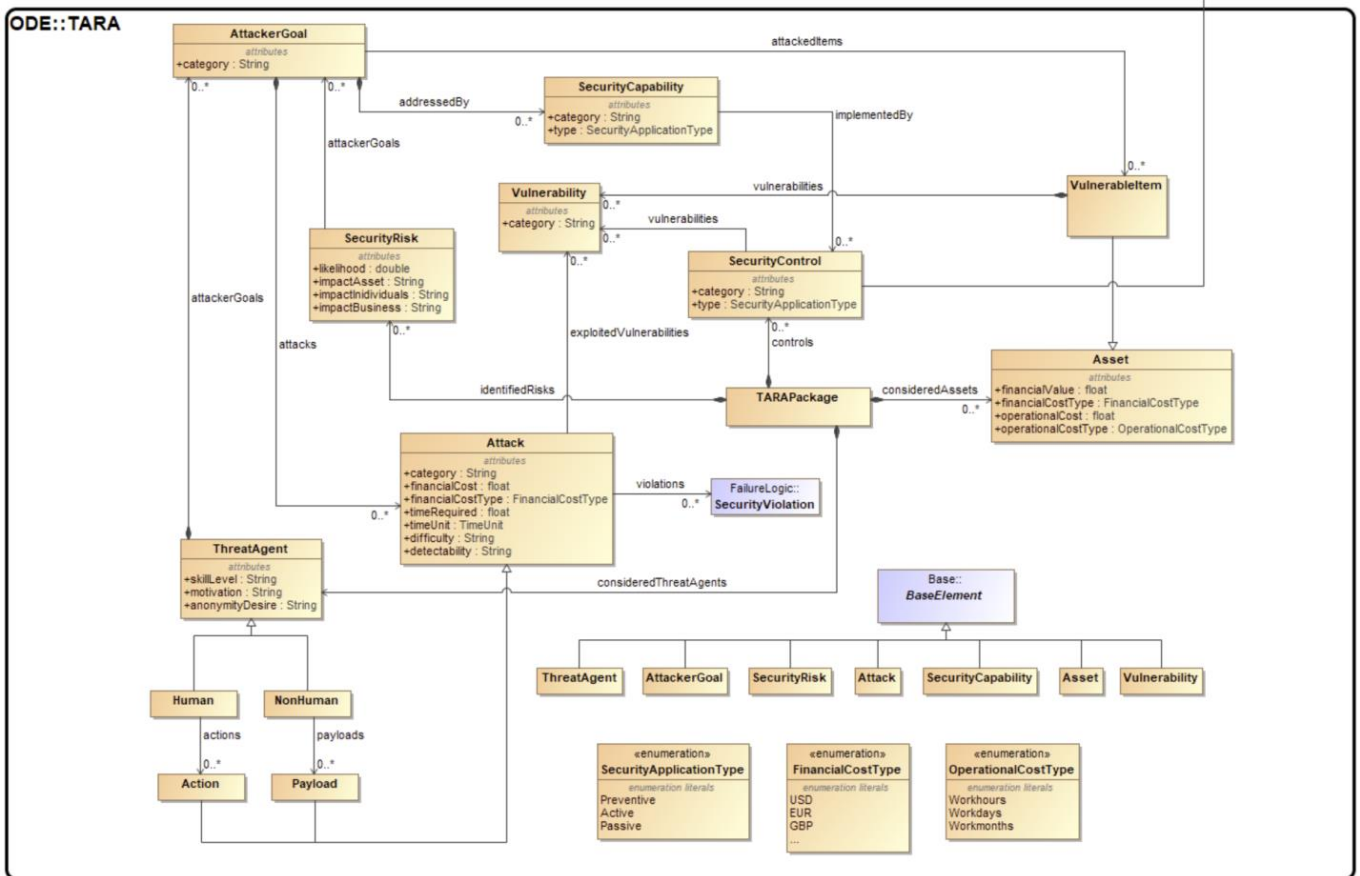 ODE::TARA
AttackerGoal
attributes
+category : String
attackedItems
0..*
0..*
addressedBy
0..*
SecurityCapability
attributes
+category : String
+type : SecurityApplicationType
implementedBy
attackerGoals
0..*
VulnerableItem
Vulnerability
attributes
+category : String
vulnerabilities
0..*
vulnerabilities
0..*
0..*
0..*
SecurityRisk
attributes
+likelihood : double
+impactAsset : String
+impactInidividuals : String
+impactBusiness : String
0..*
SecurityControl
attributes
+category : String
+type : SecurityApplicationType
0..*
controls
attackerGoals
attacks
exploitedVulnerabilities
identifiedRisks
TARAPackage
consideredAssets
0..*
Asset
attributes
+financialValue : float
+financialCostType : FinancialCostType
+operationalCost : float
+operationalCostType : OperationalCostType
Attack
attributes
+category : String
+financialCost : float
+financialCostType : FinancialCostType
+timeRequired : float
+timeUnit : TimeUnit
+difficulty : String
+detectability : String
0..*
violations
0..*
FailureLogic::
SecurityViolation
ThreatAgent
attributes
+skillLevel : String
+motivation : String
+anonymityDesire : String
consideredThreatAgents
Base::
BaseElement
ThreatAgent
AttackerGoal
SecurityRisk
Attack
SecurityCapability
Asset
Vulnerability
Human
NonHuman
actions
payloads
0..*
0..*
Action
Payload
«enumeration»
SecurityApplicationType
enumeration literals
Preventive
Active
Passive
«enumeration»
FinancialCostType
enumeration literals
USD
EUR
GBP
...
«enumeration»
OperationalCostType
enumeration literals
Workhours
Workdays
Workmonths